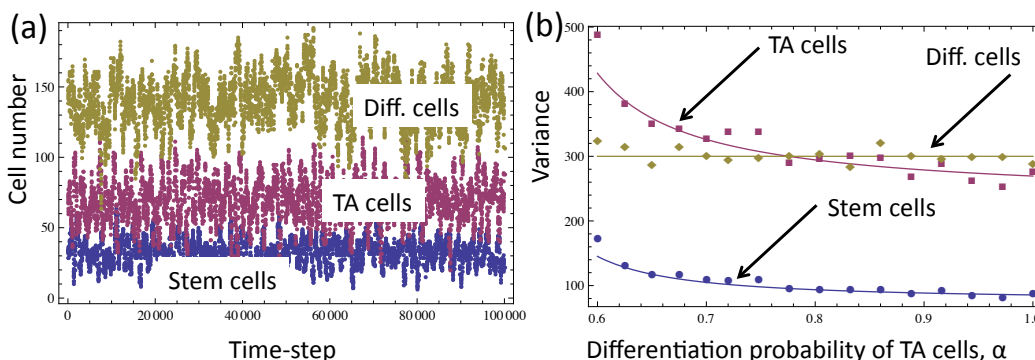 (a)
Cell number
150
100
50
0
Diff. cells
TA cells
Stem cells
0
20 000
40 000
60 000
80 000
100 000
Time-step
(b)
Variance
500
400
300
200
100
TA cells
Diff. cells
Stem cells
0.6
0.7
0.8
0.9
1.0
Differentiation probability of TA cells, α